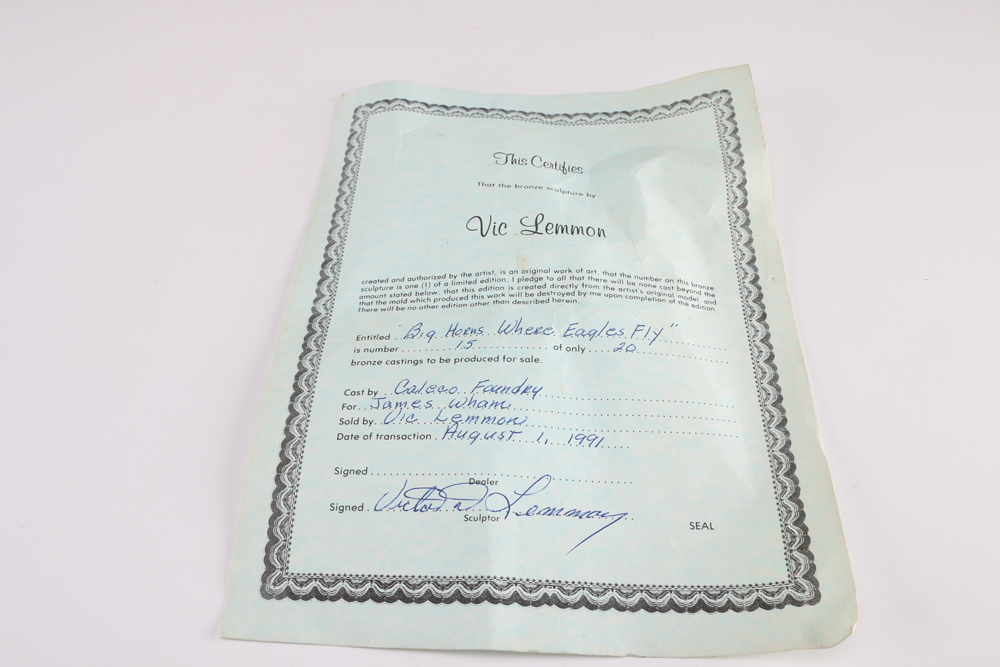 This Certifies
That the bronze sculpture by
Vic Lemmon
created and authorized by the artist, is an original work of art, that the number on this bronze
sculpture is one (1) of a limited edition. I pledge to all that there will be none cast beyond the
amount stated below; that this edition is created directly from the artist's original model, and
that the mold which produced this work will be destroyed by me upon completion of the edition.
There will be no other edition other than described herein.
Entitled "Big Horns Where Eagles Fly"
is number 15 of only 20
bronze castings to be produced for sale.
Cast by Caleco Foundry
For James Wham
Sold by Vic Lemmon
Date of transaction August 1, 1991
Signed
Dealer
Signed Victor Lemmon
Sculptor
SEAL